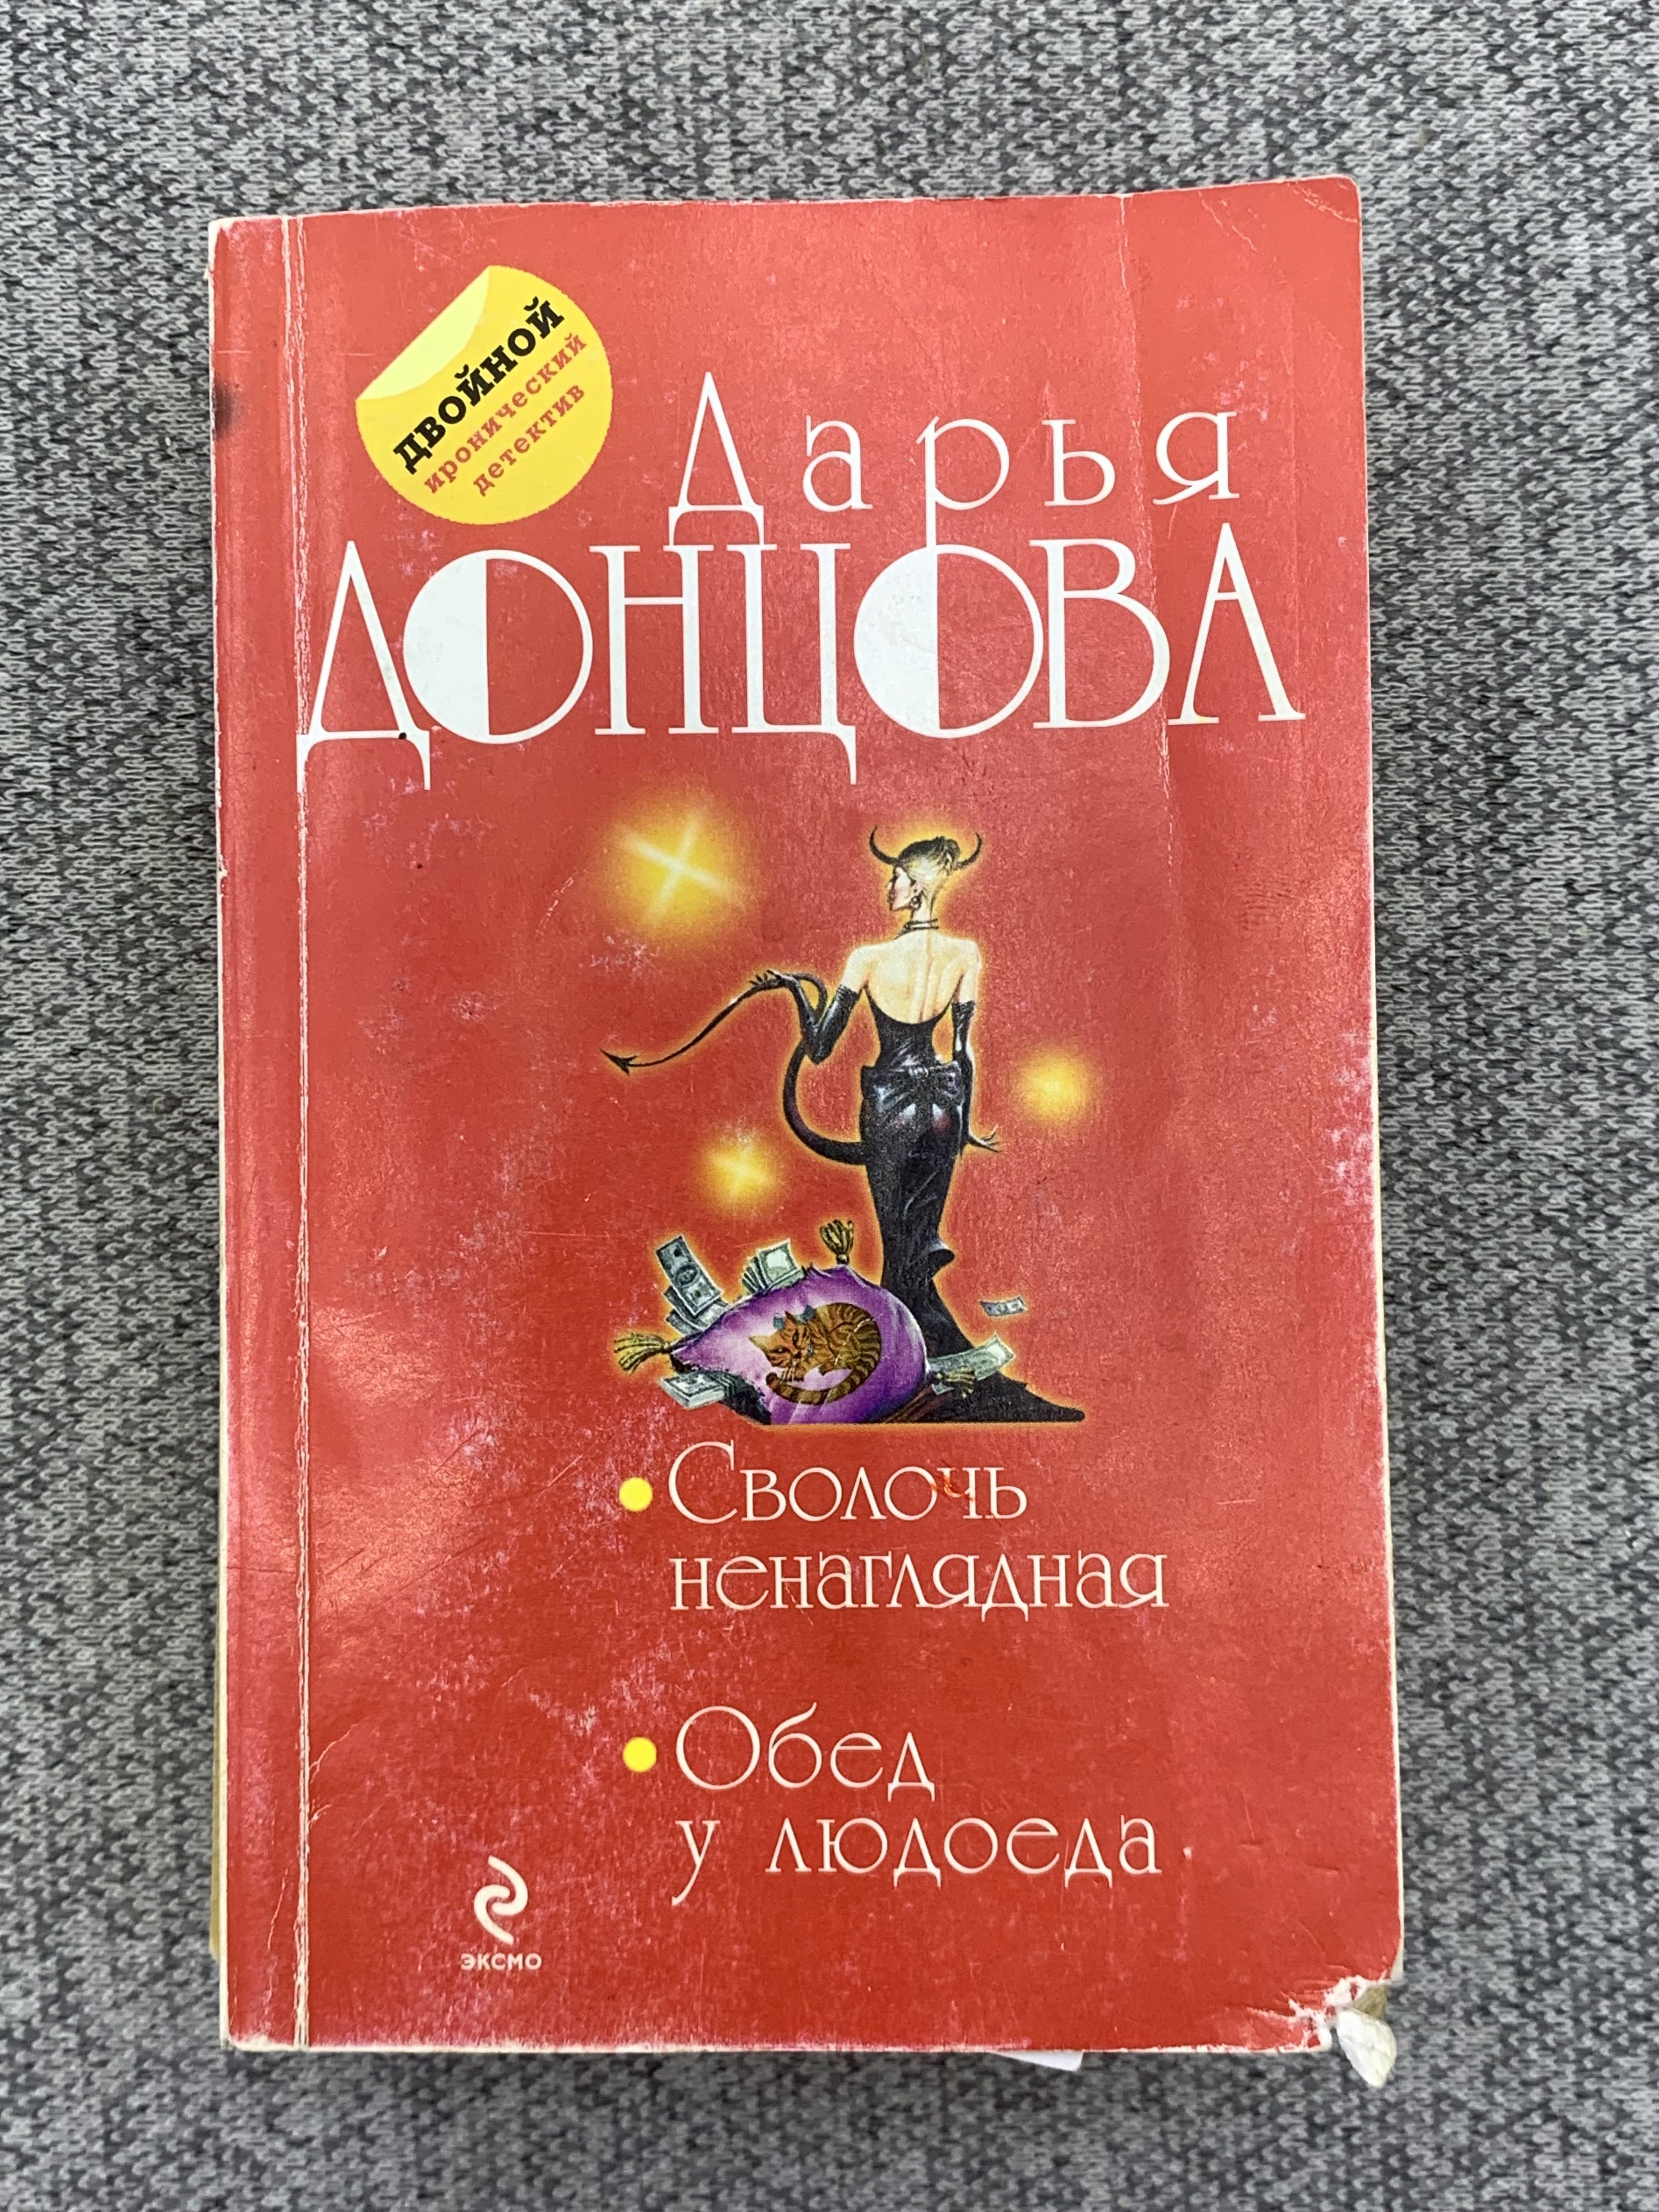 ДВОЙНОЙ
иронический
детектив
Дарья
ДОНЦОВА
Сволочь
ненаглядная
Обед
у людоеда
ЭКСМО